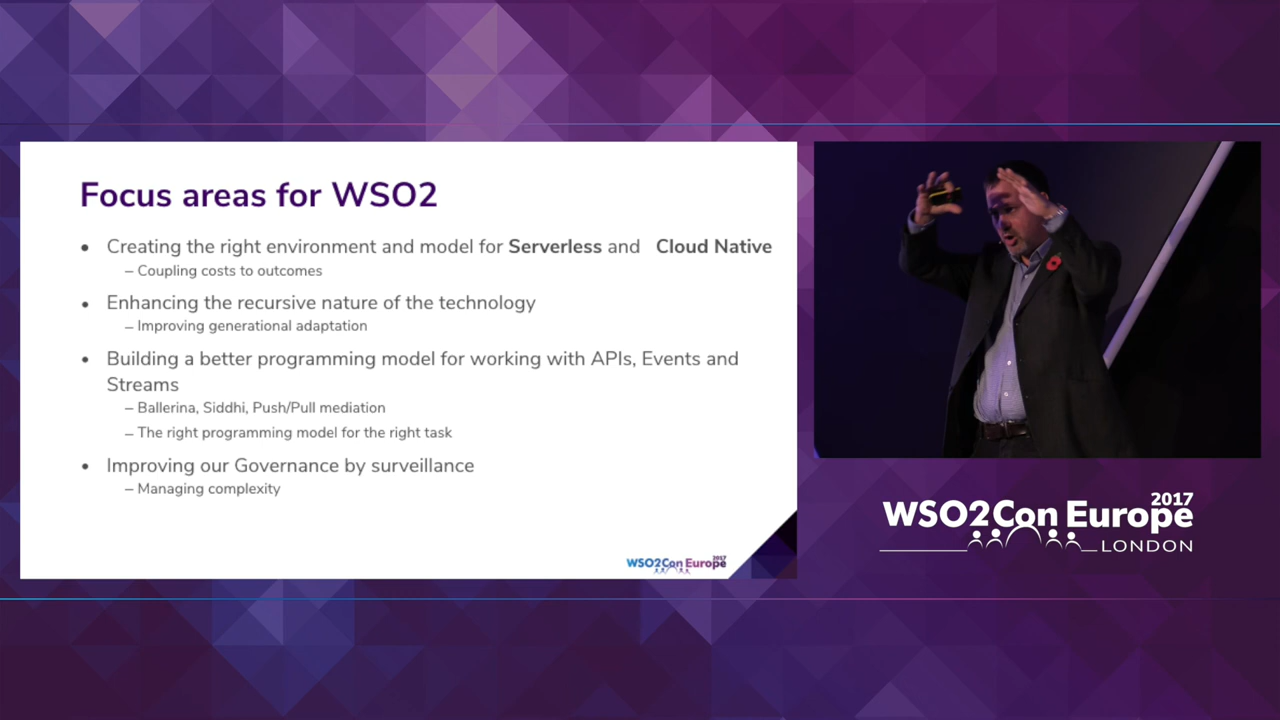 Focus areas for WSO2
• Creating the right environment and model for Serverless and Cloud Native
– Coupling costs to outcomes
• Enhancing the recursive nature of the technology
– Improving generational adaptation
• Building a better programming model for working with APIs, Events and
Streams
– Ballerina, Siddhi, Push/Pull mediation
– The right programming model for the right task
• Improving our Governance by surveillance
– Managing complexity
WSO2Con Europe 2017
2017
WSO2Con Europe
LONDON